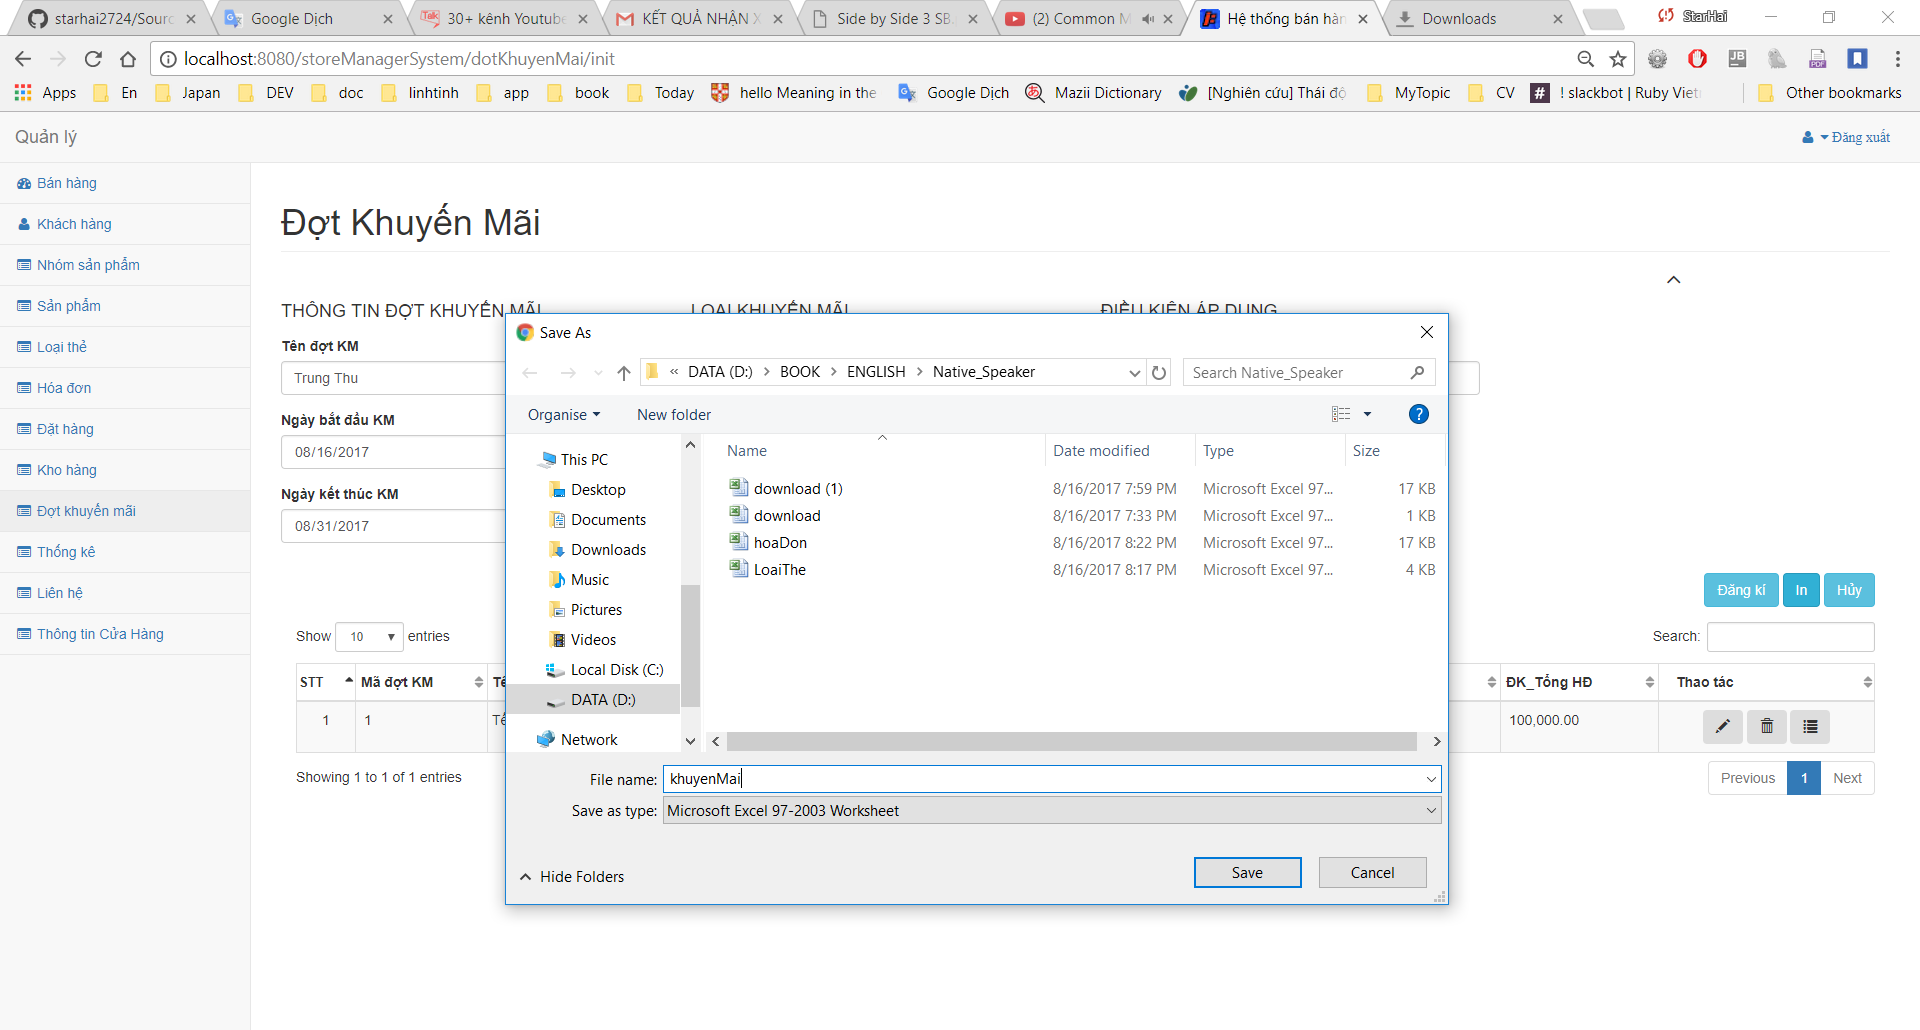 starhai2724/Sourc
Google Dịch
30+ kênh Youtube
KẾT QUẢ NHẬN X
Side by Side 3 SB.
(2) Common M
Hệ thống bán hàn
Downloads
StarHai
localhost:8080/storeManagerSystem/dotKhuyenMai/init
Apps
En
Japan
DEV
doc
linhtinh
app
book
Today
hello Meaning in the
Google Dịch
Mazii Dictionary
[Nghiên cứu] Thái độ
MyTopic
CV
! slackbot | Ruby Viet
Other bookmarks
Quản lý
Đăng xuất
Bán hàng
Khách hàng
Nhóm sản phẩm
Sản phẩm
Loại thẻ
Hóa đơn
Đặt hàng
Kho hàng
Đợt khuyến mãi
Thống kê
Liên hệ
Thông tin Cửa Hàng
Đợt Khuyến Mãi
THÔNG TIN ĐỢT KHUYẾN MÃI
LOẠI KHUYẾN MÃI
ĐIỀU KIỆN ÁP DỤNG
Tên đợt KM
Trung Thu
Ngày bắt đầu KM
08/16/2017
Ngày kết thúc KM
08/31/2017
Đăng kí
In
Hủy
Show 10 entries
Search:
STT
Mã đợt KM
ĐK_Tổng HĐ
Thao tác
1
1
100,000.00
Showing 1 to 1 of 1 entries
Previous
1
Next
Save As
« DATA (D:) > BOOK > ENGLISH > Native_Speaker
Search Native_Speaker
Organise
New folder
This PC
Desktop
Documents
Downloads
Music
Pictures
Videos
Local Disk (C:)
DATA (D:)
Network
Name
Date modified
Type
Size
download (1) 8/16/2017 7:59 PM Microsoft Excel 97... 17 KB
download 8/16/2017 7:33 PM Microsoft Excel 97... 1 KB
hoaDon 8/16/2017 8:22 PM Microsoft Excel 97... 17 KB
LoaiThe 8/16/2017 8:17 PM Microsoft Excel 97... 4 KB
File name: khuyenMai
Save as type: Microsoft Excel 97-2003 Worksheet
Hide Folders
Save
Cancel